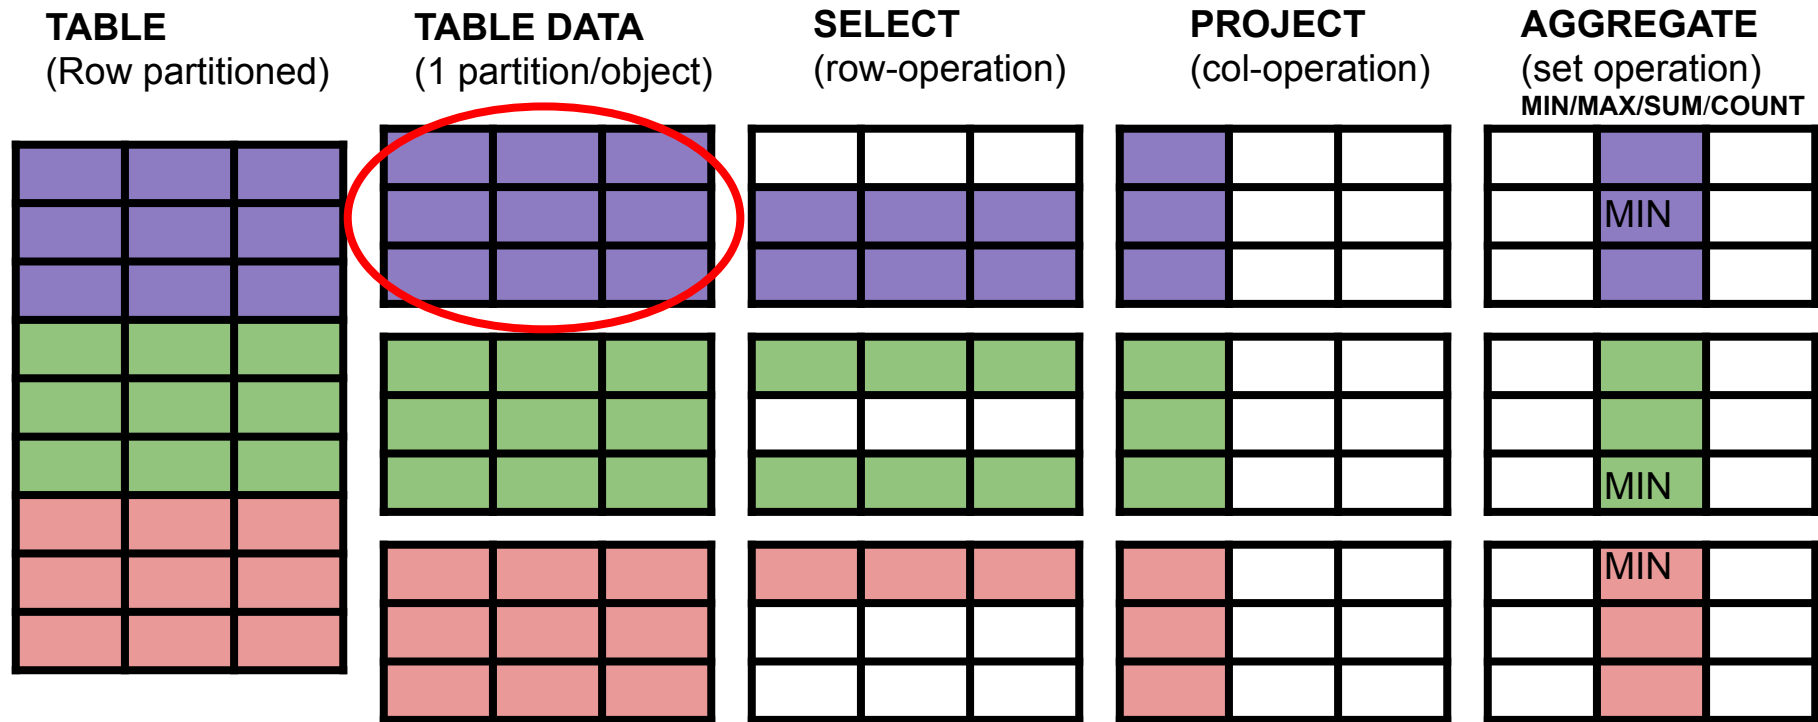 TABLE
(Row partitioned)
TABLE DATA
(1 partition/object)
SELECT
(row-operation)
PROJECT
(col-operation)
AGGREGATE
(set operation)
MIN/MAX/SUM/COUNT
MIN
MIN
MIN